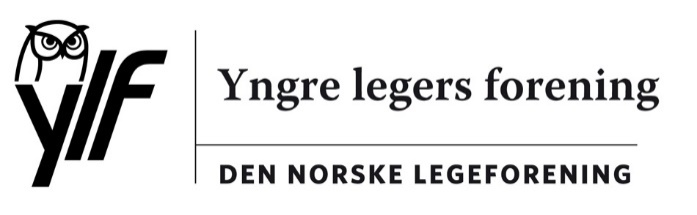 ylf
Yngre legers forening
DEN NORSKE LEGEFORENING